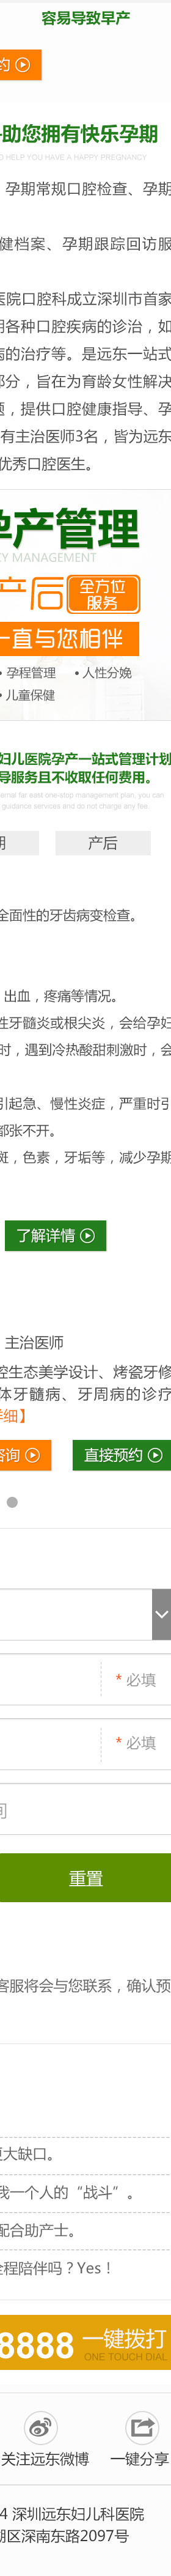 容易导致早产
约
助您拥有快乐孕期
O HELP YOU HAVE A HAPPY PREGNANCY
孕期常规口腔检查、孕期
健档案、孕期跟踪回访服
医院口腔科成立深圳市首家
期各种口腔疾病的诊治，如
病的治疗等。是远东一站式
部分，旨在为育龄女性解决
题，提供口腔健康指导、孕
有主治医师3名，皆为远东
优秀口腔医生。
孕产管理
CY MANAGEMENT
产后 全方位服务
一直与您相伴
• 孕程管理 • 人性分娩
• 儿童保健
妇儿医院孕产一站式管理计划
导服务且不收取任何费用。
ternal far east one-stop management plan, you can
guidance services and do not charge any fee.
期 产后
全面性的牙齿病变检查。
出血，疼痛等情况。
性牙髓炎或根尖炎，会给孕妇
时，遇到冷热酸甜刺激时，会
引起急、慢性炎症，严重时引
都张不开。
斑，色素，牙垢等，减少孕期
了解详情
主治医师
腔生态美学设计、烤瓷牙修
体牙髓病、牙周病的诊疗
详细】
咨询 直接预约
* 必填
* 必填
间
重置
客服将会与您联系，确认预
更大缺口。
我一个人的“战斗”。
配合助产士。
全程陪伴吗？Yes！
8888 一键拨打
ONE TOUCH DIAL
关注远东微博 一键分享
4 深圳远东妇儿科医院
湖区深南东路2097号